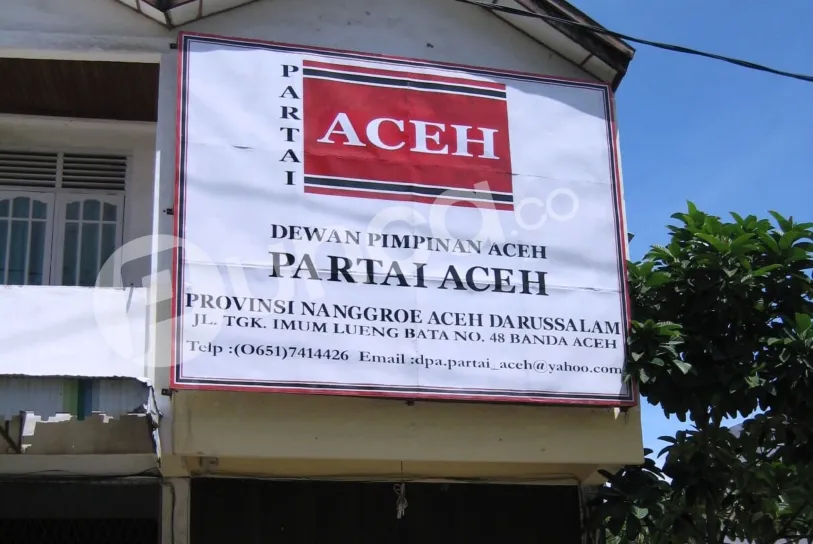 PARTAI
ACEH
DEWAN PIMPINAN ACEH
PARTAI ACEH
PROVINSI NANGGROE ACEH DARUSSALAM
JL. TGK. IMUM LUENG BATA NO. 48 BANDA ACEH
Telp :(O651)7414426 Email :dpa.partai_aceh@yahoo.com